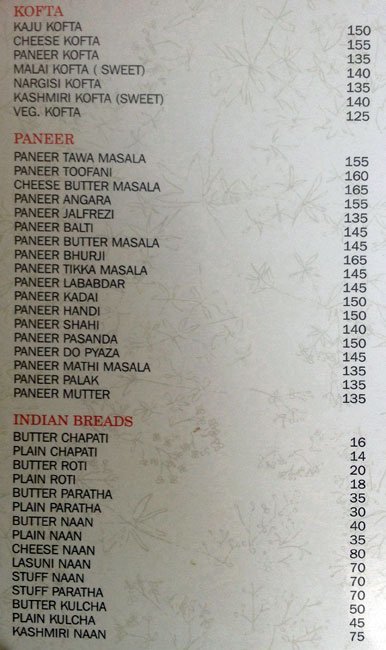 KOFTA
KAJU KOFTA 150
CHEESE KOFTA 155
PANEER KOFTA 135
MALAI KOFTA ( SWEET) 140
NARGISI KOFTA 135
KASHMIRI KOFTA (SWEET) 140
VEG. KOFTA 125
PANEER
PANEER TAWA MASALA 155
PANEER TOOFANI 160
CHEESE BUTTER MASALA 165
PANEER ANGARA 155
PANEER JALFREZI 135
PANEER BALTI 145
PANEER BUTTER MASALA 145
PANEER BHURJI 165
PANEER TIKKA MASALA 145
PANEER LABABDAR 145
PANEER KADAI 150
PANEER HANDI 150
PANEER SHAHI 140
PANEER PASANDA 150
PANEER DO PYAZA 145
PANEER MATHI MASALA 135
PANEER PALAK 135
PANEER MUTTER 135
INDIAN BREADS
BUTTER CHAPATI 16
PLAIN CHAPATI 14
BUTTER ROTI 20
PLAIN ROTI 18
BUTTER PARATHA 35
PLAIN PARATHA 30
BUTTER NAAN 40
PLAIN NAAN 35
CHEESE NAAN 80
LASUNI NAAN 70
STUFF NAAN 70
STUFF PARATHA 70
BUTTER KULCHA 50
PLAIN KULCHA 45
KASHMIRI NAAN 75